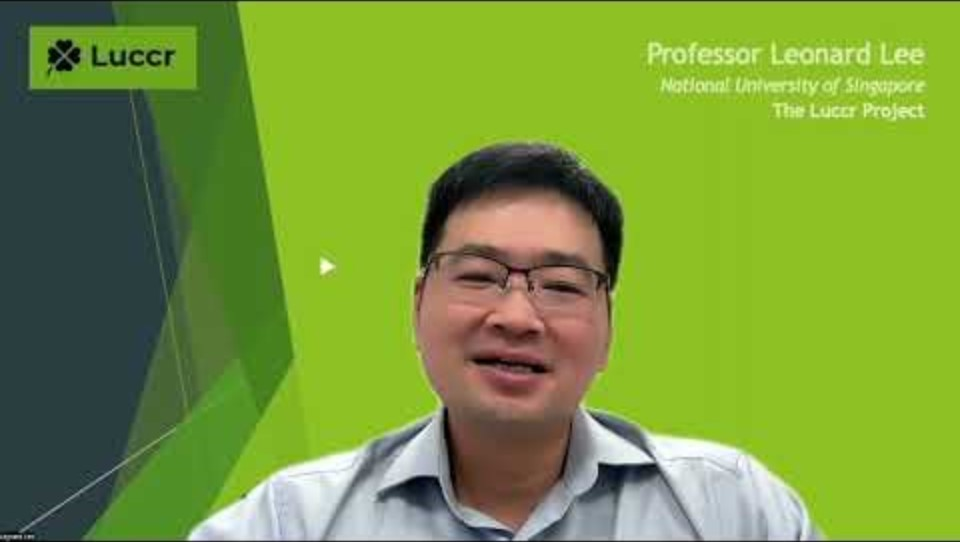 Luccr
Professor Leonard Lee
National University of Singapore
The Luccr Project